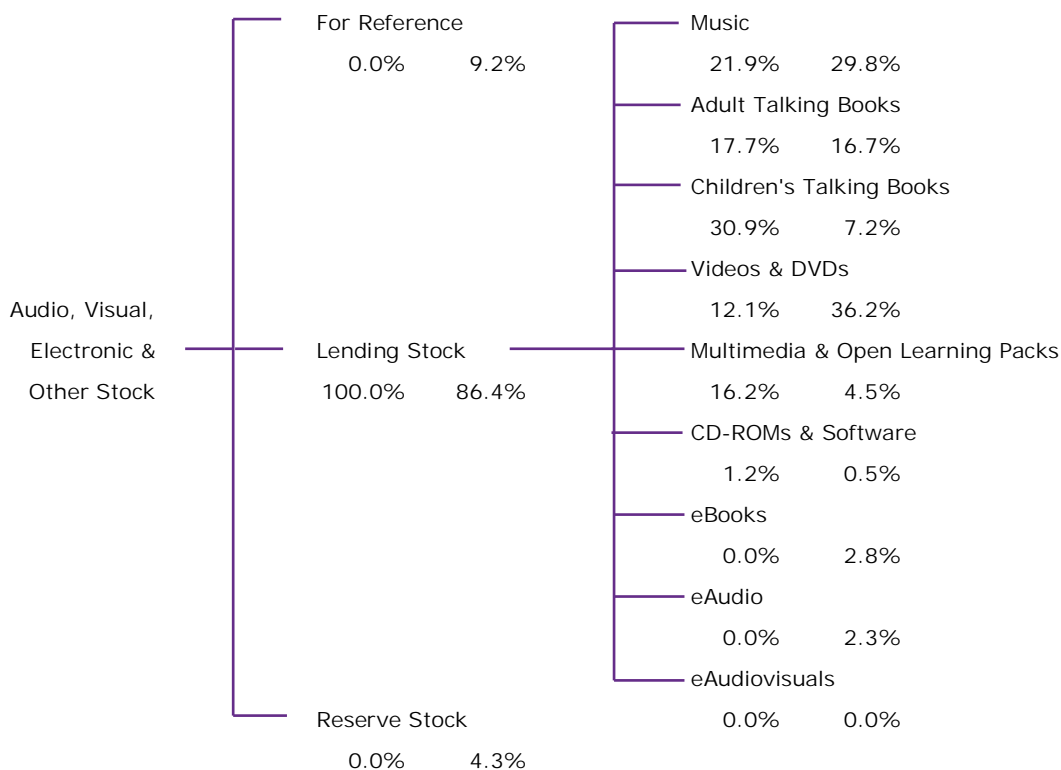 For Reference
0.0% 9.2%
Audio, Visual,
Electronic &
Other Stock
Lending Stock
100.0% 86.4%
Reserve Stock
0.0% 4.3%
Music
21.9% 29.8%
Adult Talking Books
17.7% 16.7%
Children's Talking Books
30.9% 7.2%
Videos & DVDs
12.1% 36.2%
Multimedia & Open Learning Packs
16.2% 4.5%
CD-ROMs & Software
1.2% 0.5%
eBooks
0.0% 2.8%
eAudio
0.0% 2.3%
eAudiovisuals
0.0% 0.0%